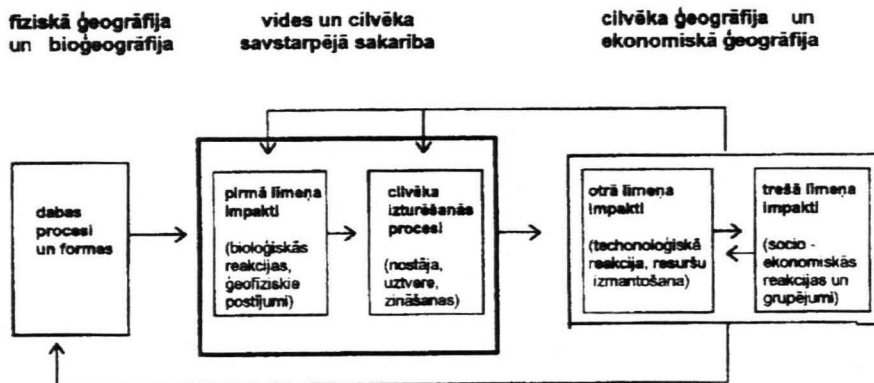 fiziskā ģeogrāfija
un bioģeogrāfija
vides un cilvēka
savstarpējā sakarība
cilvēka ģeogrāfija un
ekonomiskā ģeogrāfija
dabas
procesi
un formas
pirmā līmeņa
impakti
(bioloģiskās
reakcijas,
ģeofiziskie
postījumi)
cilvēka
izturēšanās
procesi
(nostāja,
uztvere,
zināšanas)
otrā līmeņa
impakti
(techonoloģiskā
reakcija, resuršu
izmantošana)
trešā līmeņa
impakti
(socio -
ekonomiskās
reakcijas un
grupējumi)